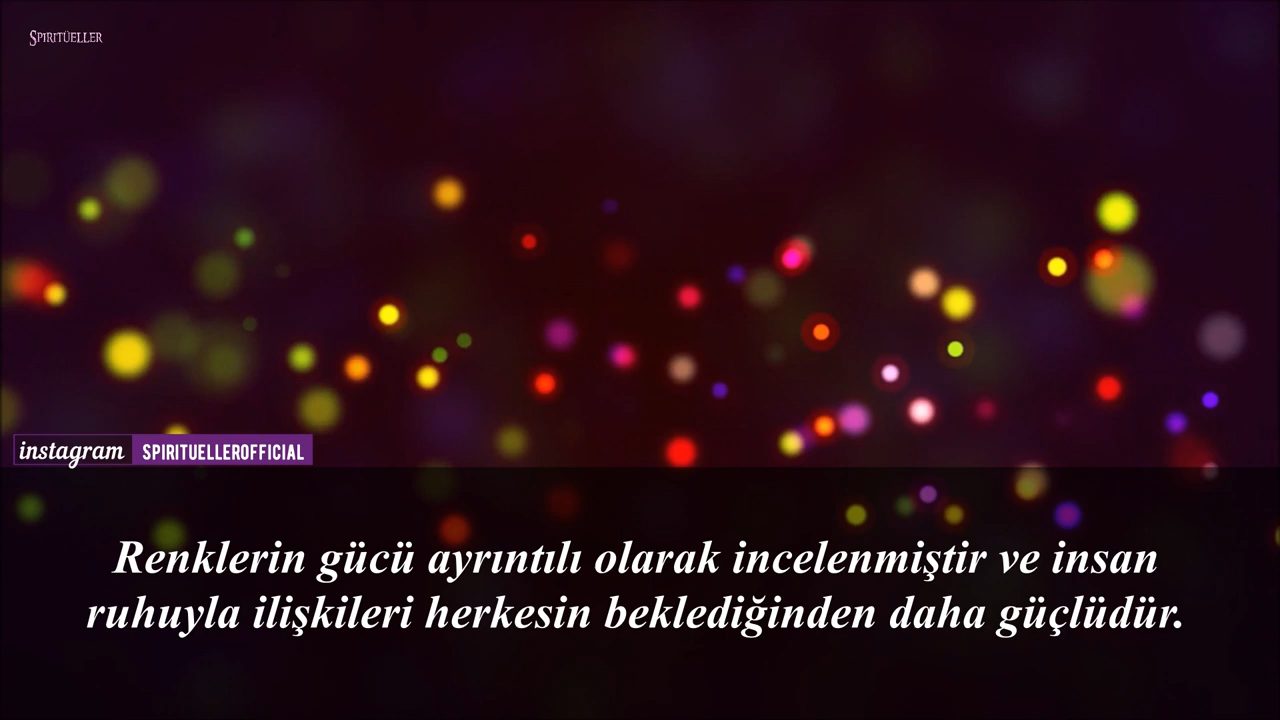 SPIRITÜELLER
instagram SPIRITUELLEROFFICIAL
Renklerin gücü ayrıntılı olarak incelenmiştir ve insan
ruhuyla ilişkileri herkesin beklediğinden daha güçlüdür.